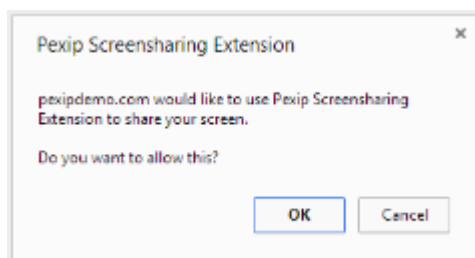 Pexip Screensharing Extension
pexipdemo.com would like to use Pexip Screensharing
Extension to share your screen.
Do you want to allow this?
OK
Cancel